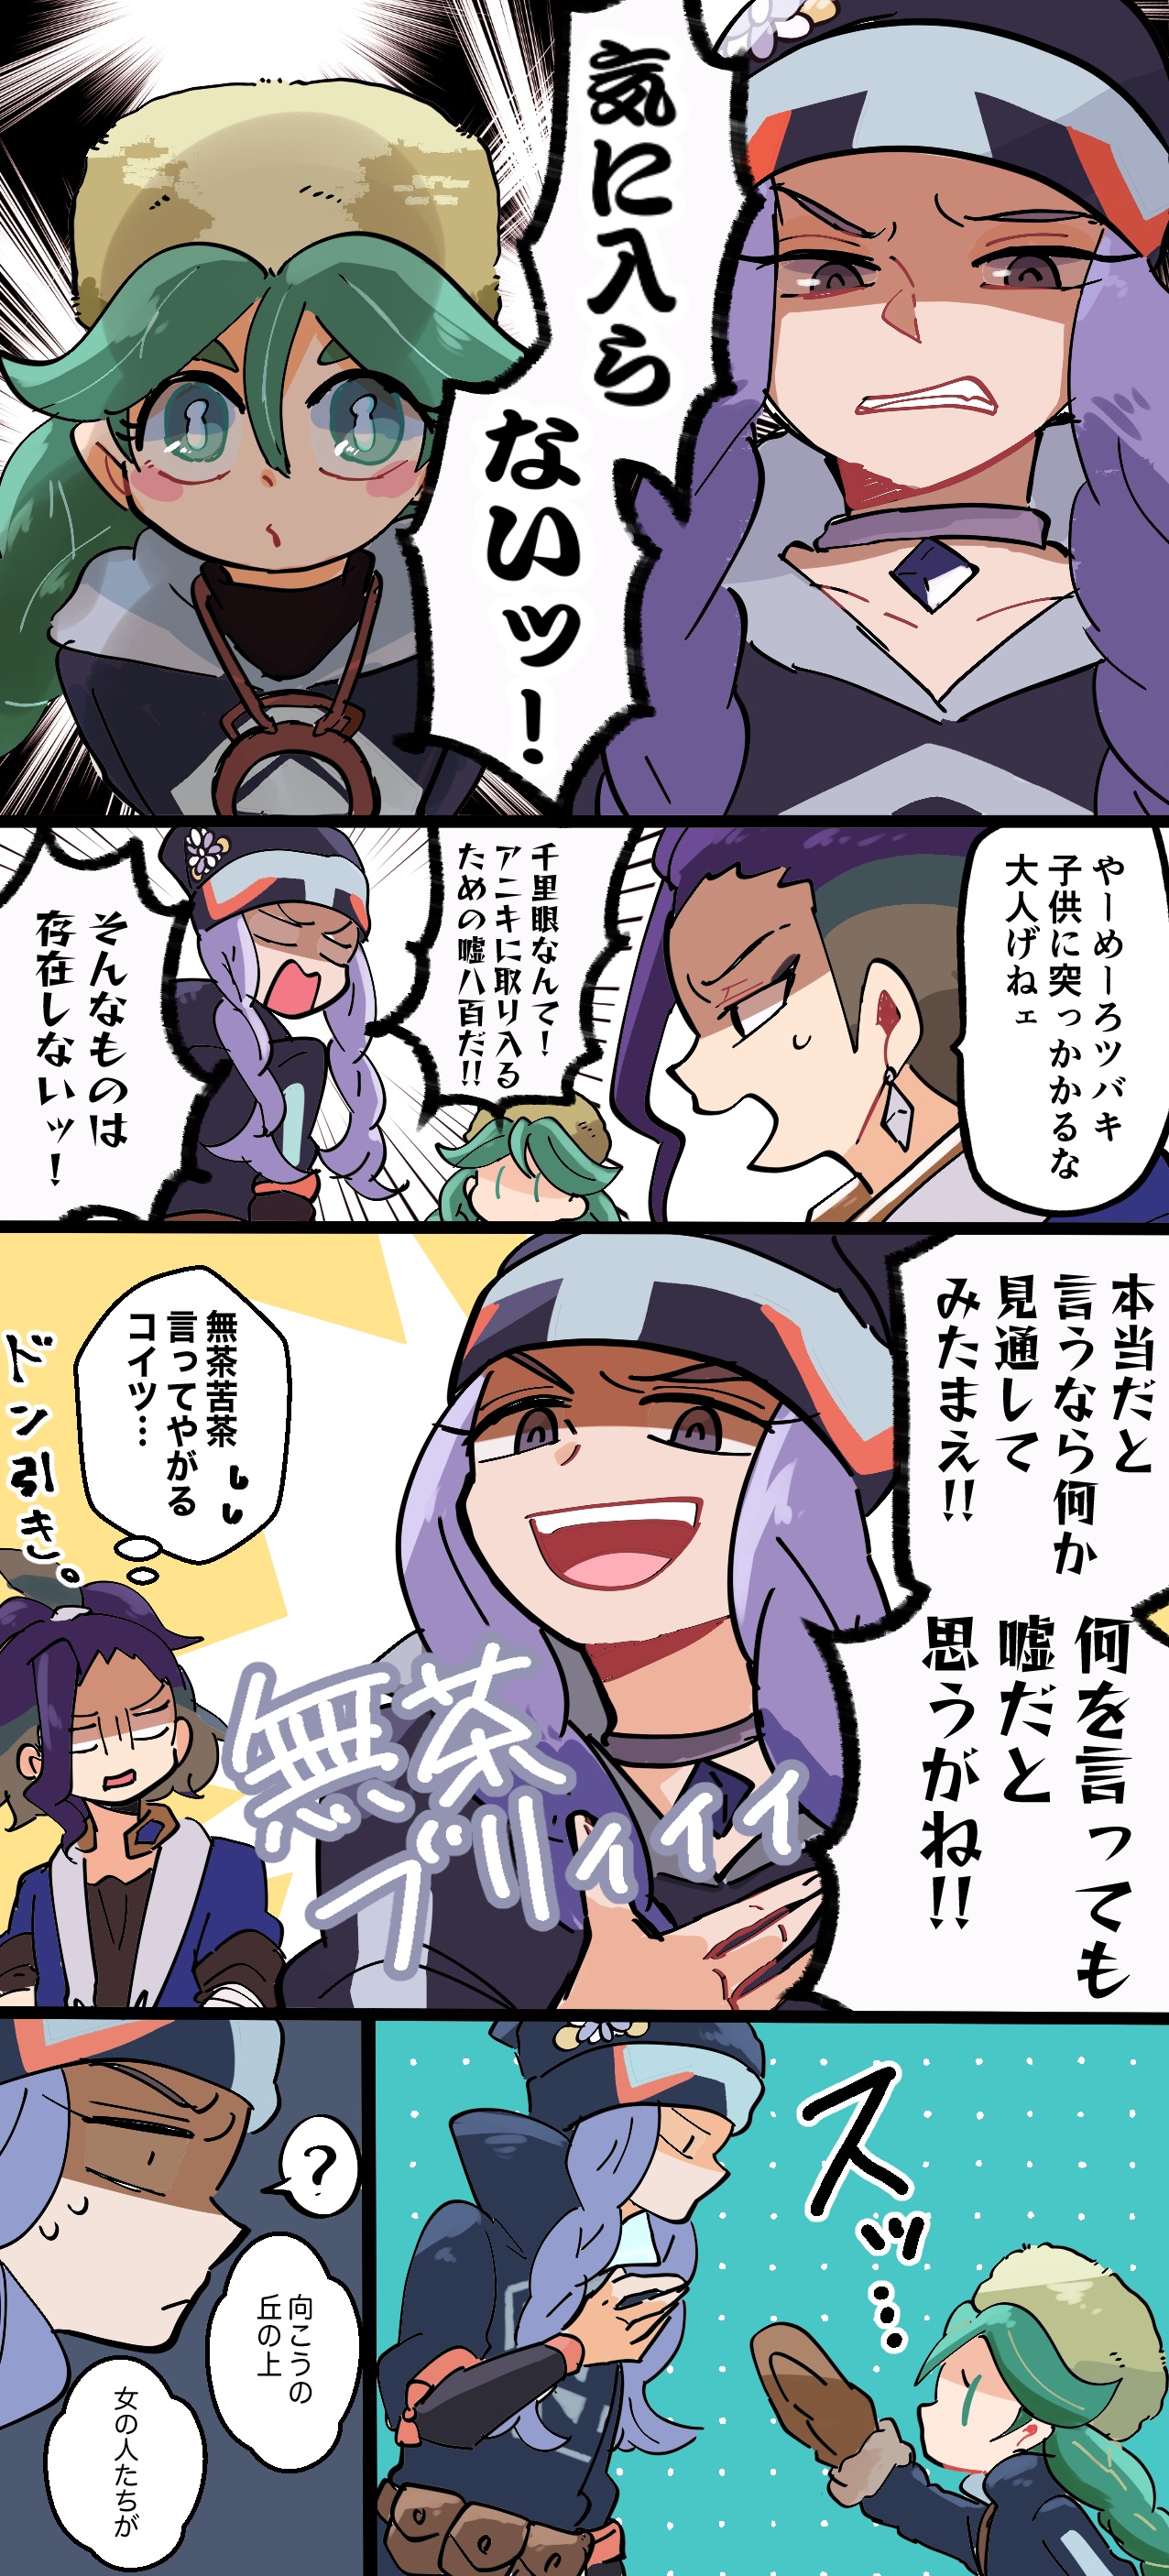 気に入ら
ないッ！
やーめーろツバキ
子供に突っかかるな
大人げねェ
千里眼なんて！
アニキに取り入る
ための嘘八百だ!!
そんなものは
存在しないッ！
本当だと
言うなら何か
見通して
みたまえ!!
何を言っても
嘘だと
思うがね!!
無茶
ブリィィィ
無茶苦茶
言ってやがる
コイツ…
ドン引き。
スッ…
？
向こうの
丘の上
女の人たちが